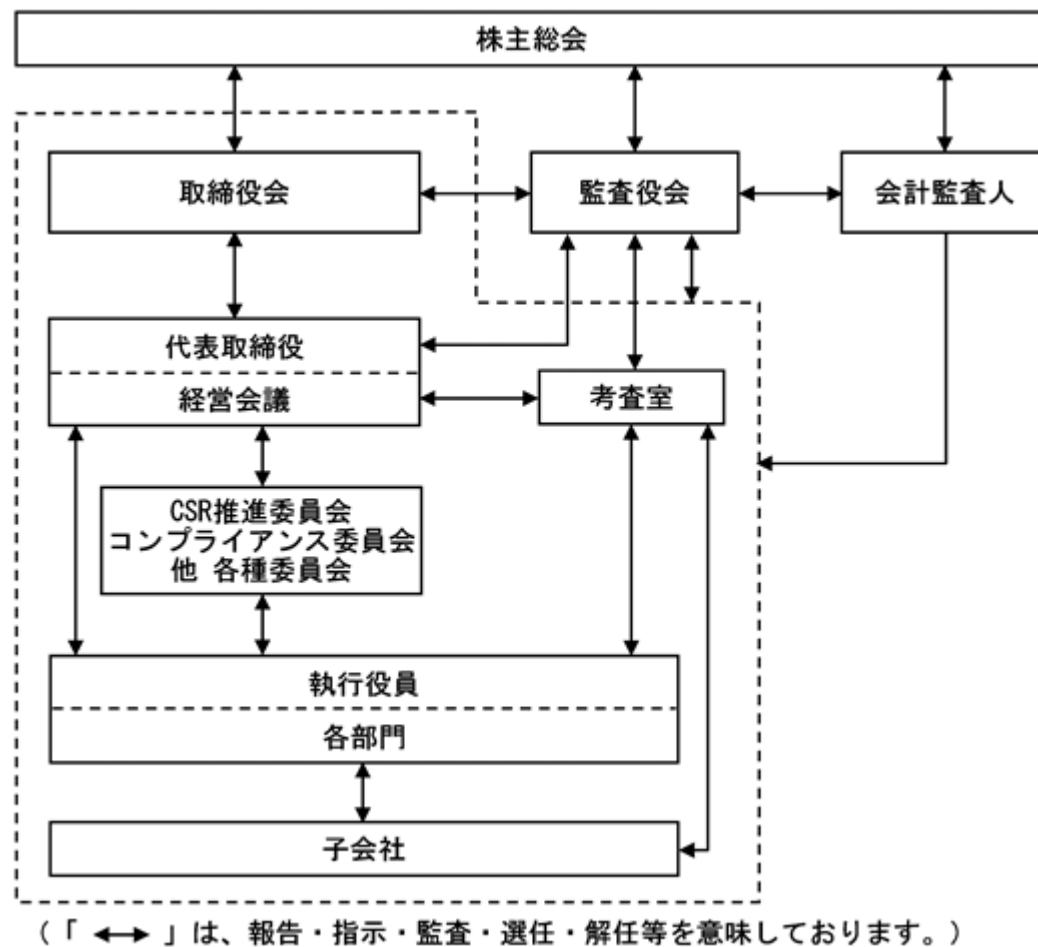 株主総会
取締役会
監査役会
会計監査人
代表取締役
経営会議
考査室
CSR推進委員会
コンプライアンス委員会
他 各種委員会
執行役員
各部門
子会社
(「 ←→ 」は、報告・指示・監査・選任・解任等を意味しております。)